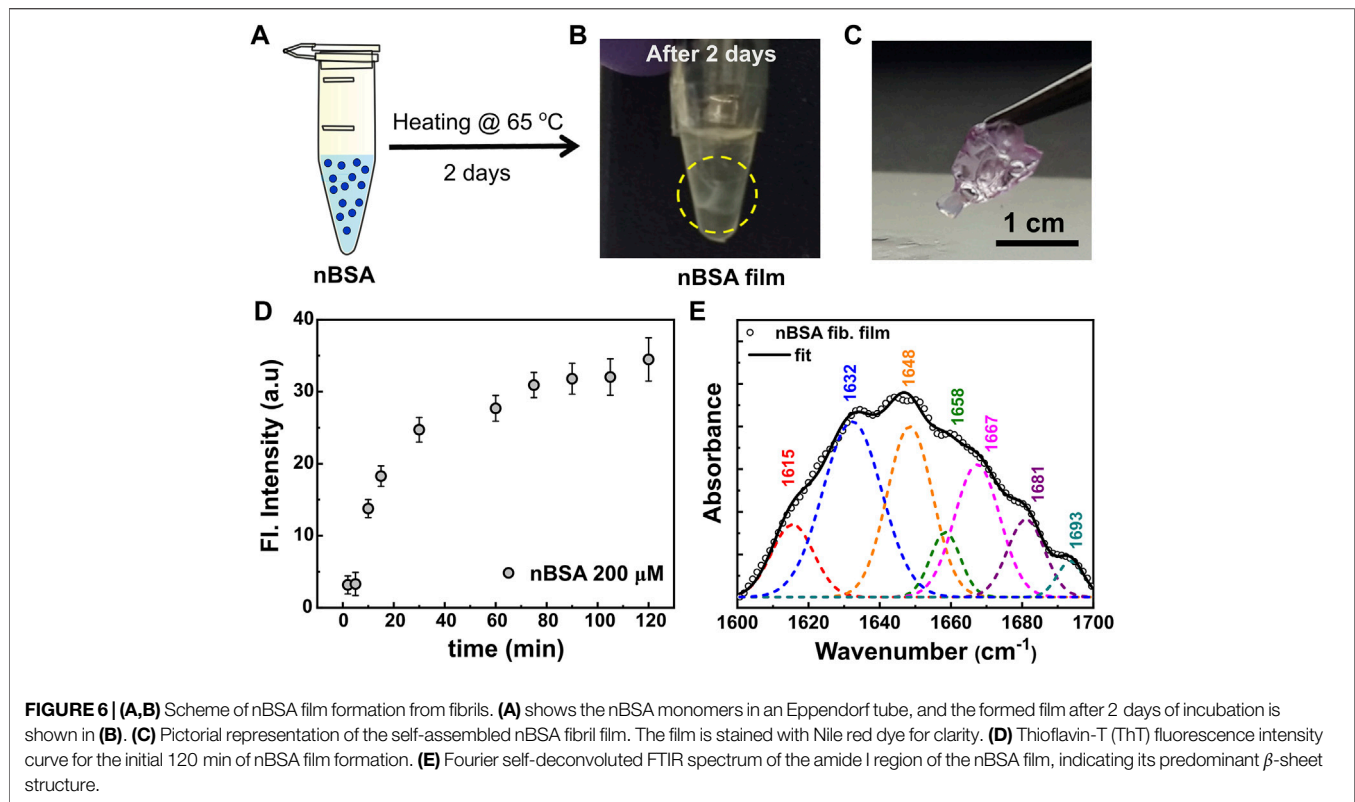 A
B
C
After 2 days
Heating @ 65 °C
2 days
nBSA
nBSA film
1 cm
D
Fl. Intensity (a.u)
40
30
20
10
0
nBSA 200 μM
0 20 40 60 80 100 120
time (min)
E
Absorbance
nBSA fib. film
fit
1615
1632
1648
1658
1667
1681
1693
1600 1620 1640 1660 1680 1700
Wavenumber (cm⁻¹)
FIGURE 6 | (A,B) Scheme of nBSA film formation from fibrils. (A) shows the nBSA monomers in an Eppendorf tube, and the formed film after 2 days of incubation is
shown in (B). (C) Pictorial representation of the self-assembled nBSA fibril film. The film is stained with Nile red dye for clarity. (D) Thioflavin-T (ThT) fluorescence intensity
curve for the initial 120 min of nBSA film formation. (E) Fourier self-deconvoluted FTIR spectrum of the amide I region of the nBSA film, indicating its predominant β-sheet
structure.